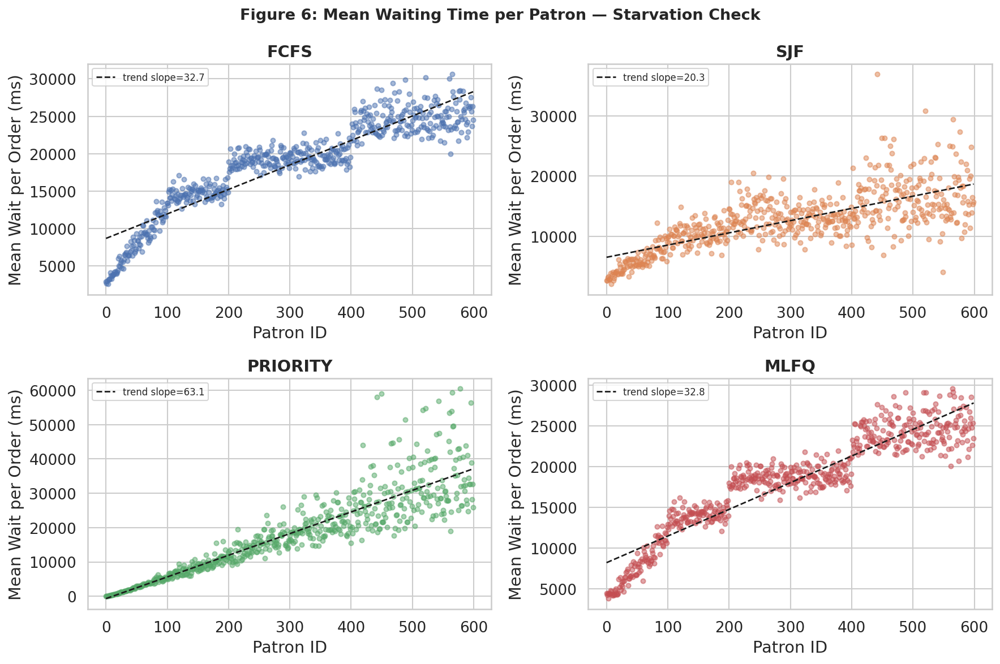 Figure 6: Mean Waiting Time per Patron — Starvation Check
FCFS
trend slope=32.7
Mean Wait per Order (ms)
30000
25000
20000
15000
10000
5000
0 100 200 300 400 500 600
Patron ID
SJF
trend slope=20.3
Mean Wait per Order (ms)
30000
20000
10000
0 100 200 300 400 500 600
Patron ID
PRIORITY
trend slope=63.1
Mean Wait per Order (ms)
60000
50000
40000
30000
20000
10000
0
0 100 200 300 400 500 600
Patron ID
MLFQ
trend slope=32.8
Mean Wait per Order (ms)
30000
25000
20000
15000
10000
5000
0 100 200 300 400 500 600
Patron ID